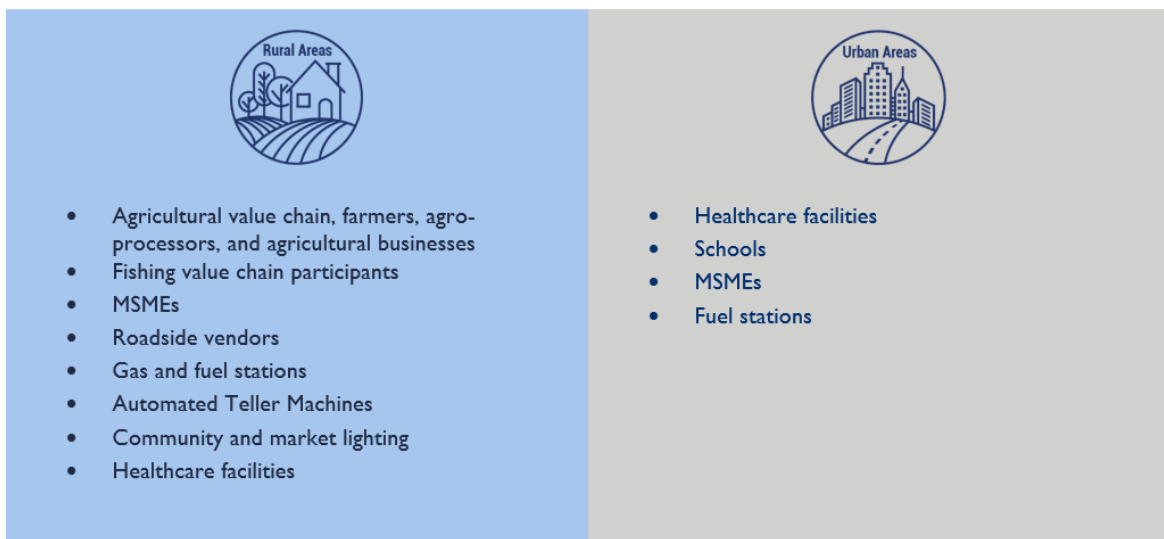 Rural Areas
• Agricultural value chain, farmers, agro-
processors, and agricultural businesses
• Fishing value chain participants
• MSMEs
• Roadside vendors
• Gas and fuel stations
• Automated Teller Machines
• Community and market lighting
• Healthcare facilities
Urban Areas
• Healthcare facilities
• Schools
• MSMEs
• Fuel stations